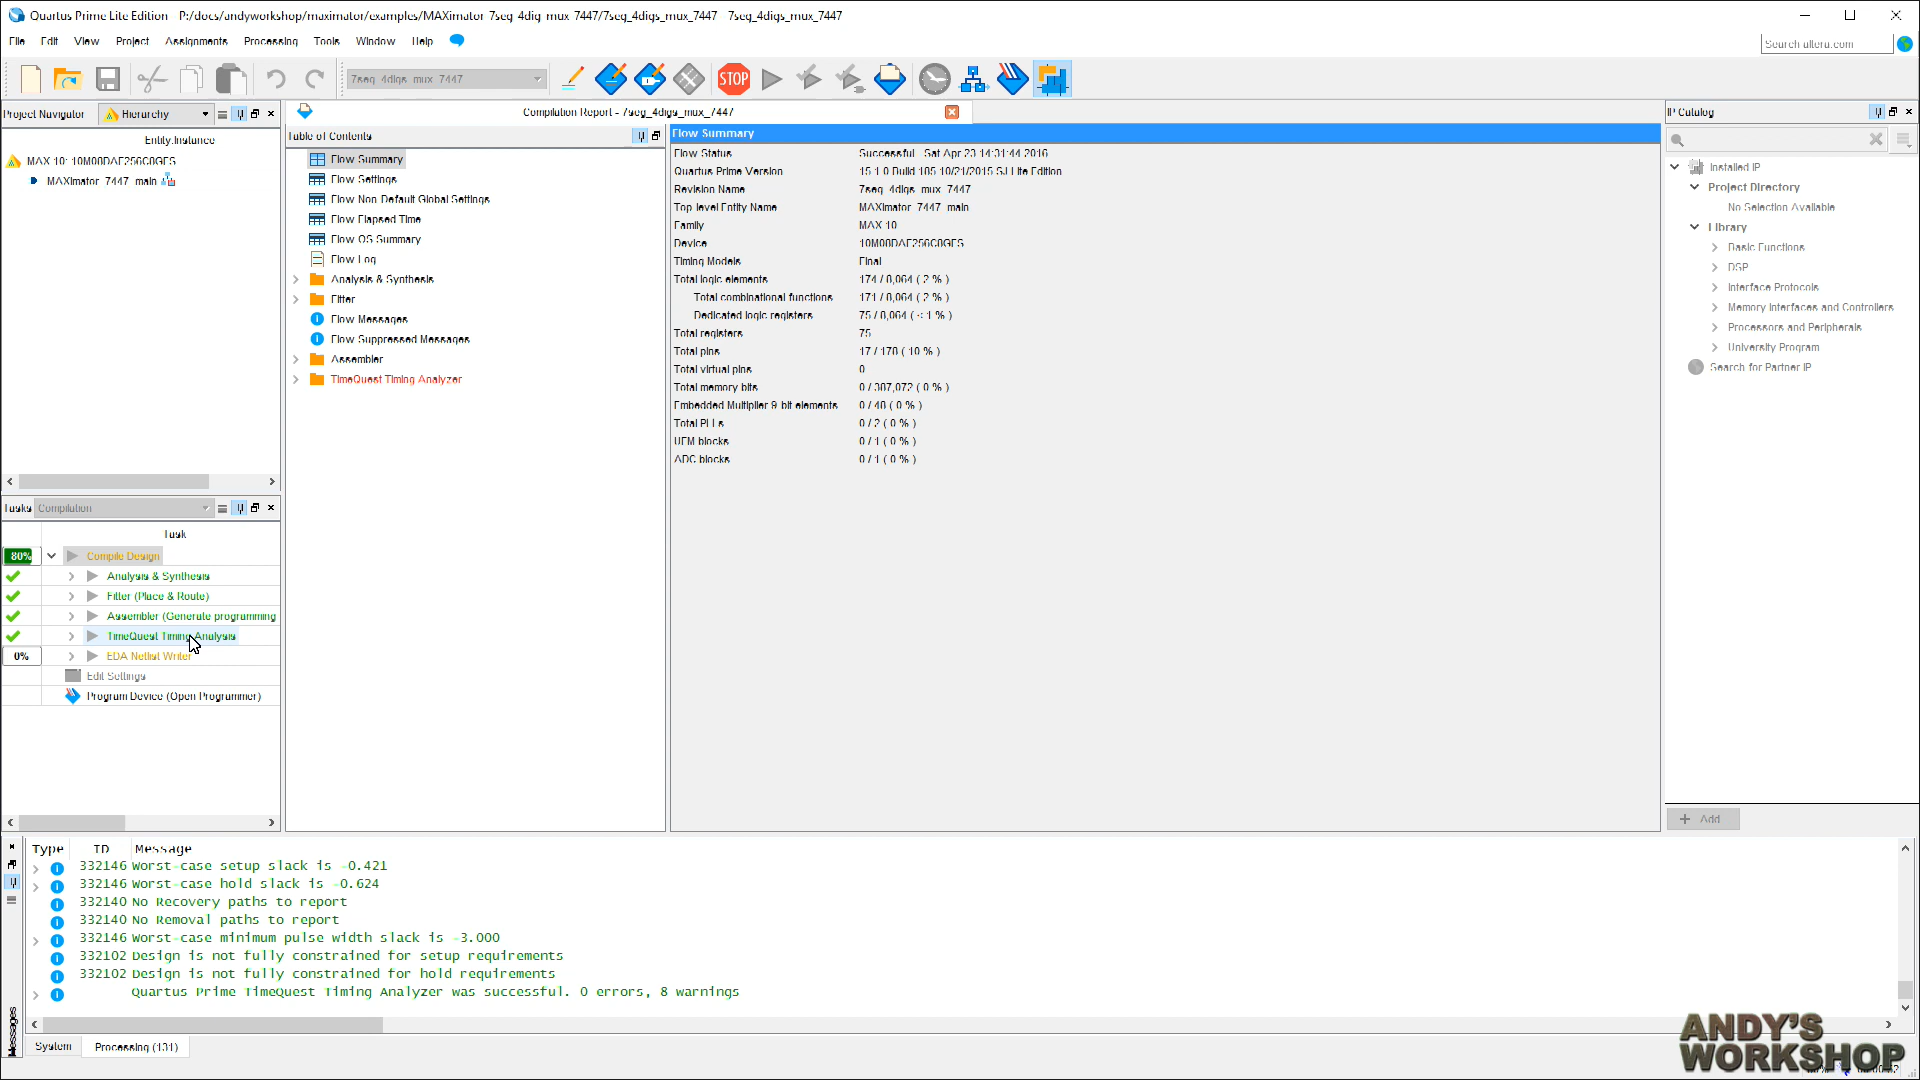 Quartus Prime Lite Edition - P:/docs/andyworkshop/maximator/examples/MAXimator_7seg_4dig_mux_7447/7seg_4digs_mux_7447 - 7seg_4digs_mux_7447
File Edit View Project Assignments Processing Tools Window Help
Search altera.com
7seg_4digs_mux_7447
STOP
Project Navigator Hierarchy
Compilation Report - 7seg_4digs_mux_7447
IP Catalog
Entity:Instance
MAX 10: 10M08DAF256C8GES
MAXimator_7447_main
Table of Contents
Flow Summary
Flow Settings
Flow Non-Default Global Settings
Flow Elapsed Time
Flow OS Summary
Flow Log
Analysis & Synthesis
Fitter
Flow Messages
Flow Suppressed Messages
Assembler
TimeQuest Timing Analyzer
Flow Summary
Flow Status Successful - Sat Apr 23 14:31:44 2016
Quartus Prime Version 15.1.0 Build 185 10/21/2015 SJ Lite Edition
Revision Name 7seg_4digs_mux_7447
Top-level Entity Name MAXimator_7447_main
Family MAX 10
Device 10M08DAF256C8GES
Timing Models Final
Total logic elements 174 / 8,064 ( 2 % )
Total combinational functions 171 / 8,064 ( 2 % )
Dedicated logic registers 75 / 8,064 ( < 1 % )
Total registers 75
Total pins 17 / 178 ( 10 % )
Total virtual pins 0
Total memory bits 0 / 387,072 ( 0 % )
Embedded Multiplier 9-bit elements 0 / 48 ( 0 % )
Total PLLs 0 / 2 ( 0 % )
UFM blocks 0 / 1 ( 0 % )
ADC blocks 0 / 1 ( 0 % )
Installed IP
Project Directory
No Selection Available
Library
Basic Functions
DSP
Interface Protocols
Memory Interfaces and Controllers
Processors and Peripherals
University Program
Search for Partner IP
+ Add
Tasks Compilation
Task
80% Compile Design
Analysis & Synthesis
Fitter (Place & Route)
Assembler (Generate programming
TimeQuest Timing Analysis
0% EDA Netlist Writer
Edit Settings
Program Device (Open Programmer)
Type ID Message
332146 Worst-case setup slack is -0.421
332146 Worst-case hold slack is -0.624
332140 No Recovery paths to report
332140 No Removal paths to report
332146 Worst-case minimum pulse width slack is -3.000
332102 Design is not fully constrained for setup requirements
332102 Design is not fully constrained for hold requirements
Quartus Prime TimeQuest Timing Analyzer was successful. 0 errors, 8 warnings
Messages
System Processing (131)
ANDY'S
WORKSHOP